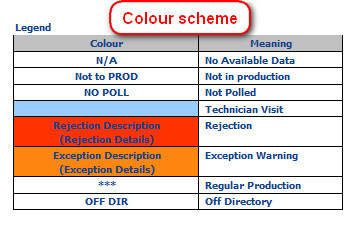 Colour scheme
Legend
Colour Meaning
N/A No Available Data
Not to PROD Not in production
NO POLL Not Polled
Technician Visit
Rejection Description
(Rejection Details) Rejection
Exception Description
(Exception Details) Exception Warning
*** Regular Production
OFF DIR Off Directory